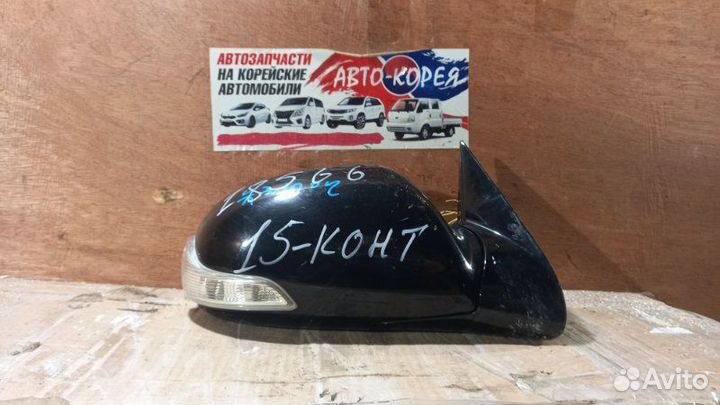 АВТОЗАПЧАСТИ
НА КОРЕЙСКИЕ
АВТОМОБИЛИ
АВТО-КОРЕЯ
15-КОНТ
Avito